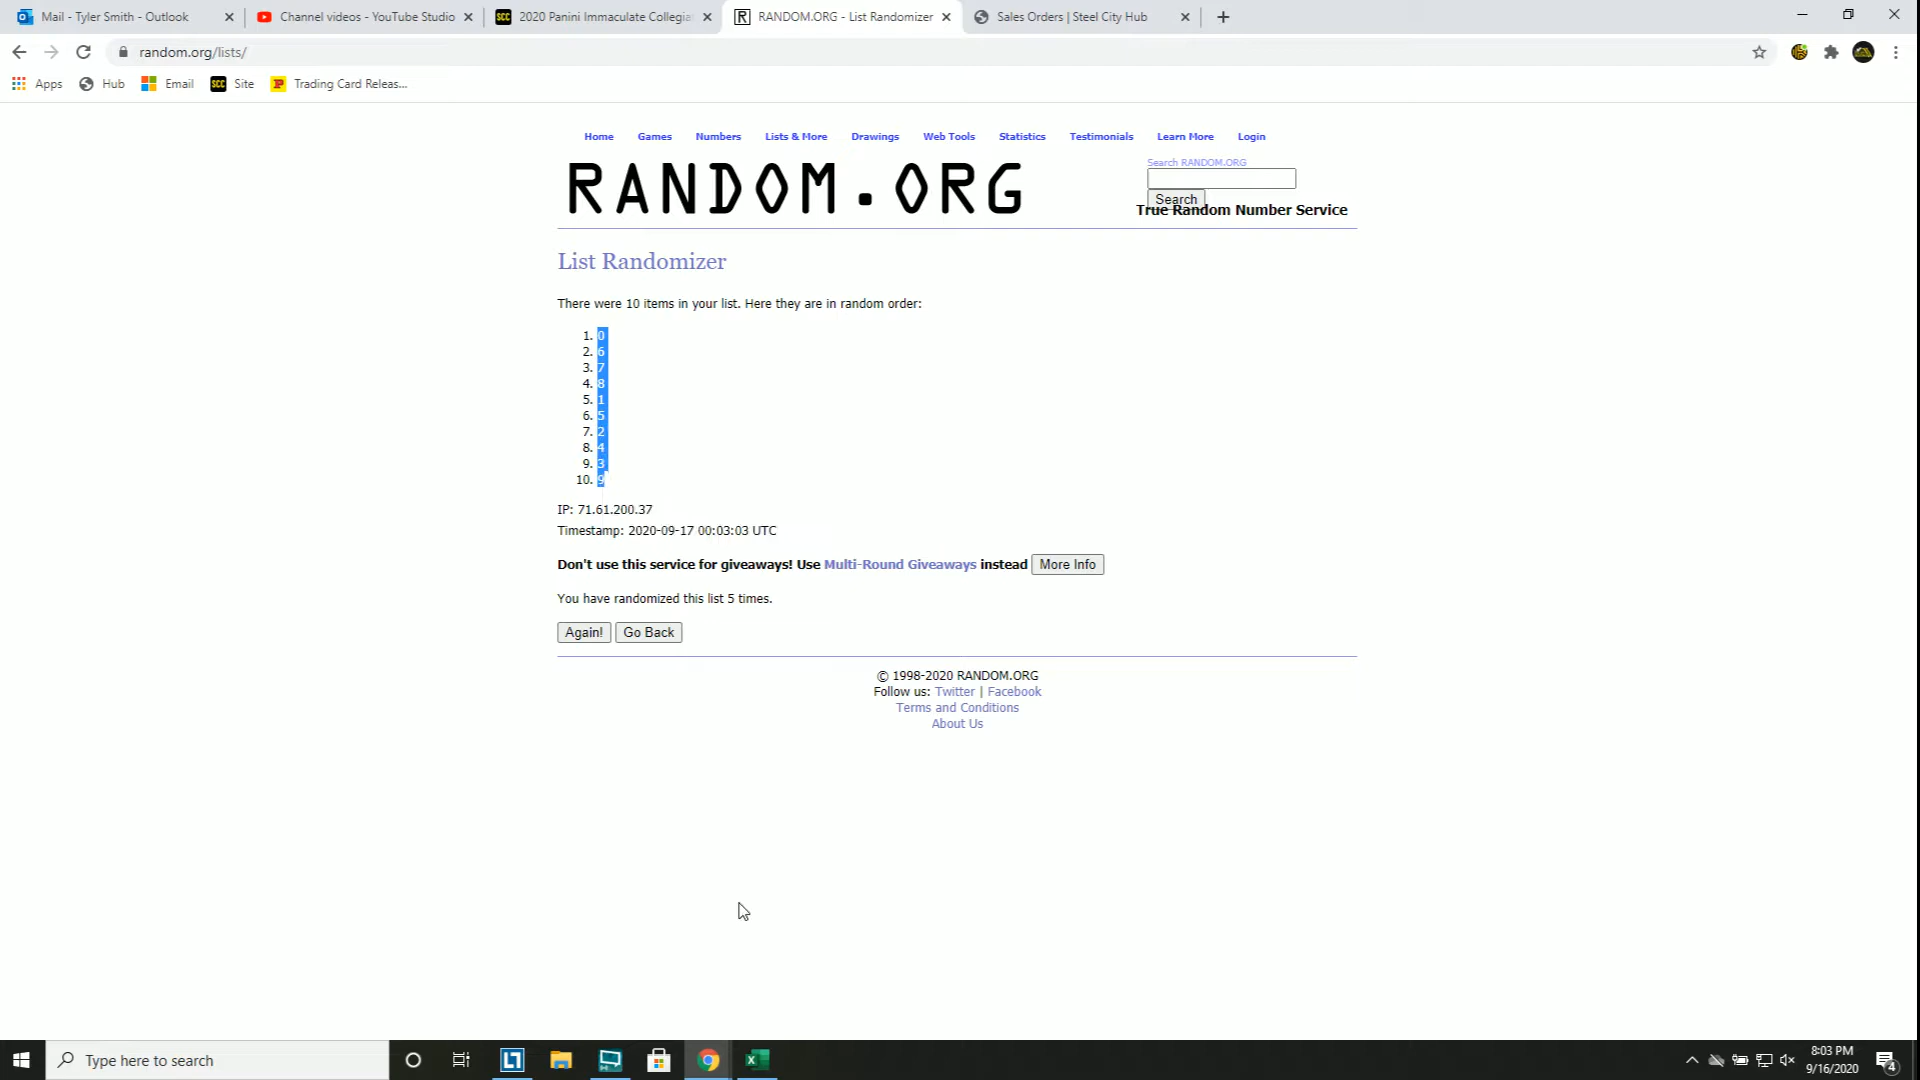 Mail - Tyler Smith - Outlook
Channel videos - YouTube Studio
SCC 2020 Panini Immaculate Collegia
R RANDOM.ORG - List Randomizer
Sales Orders | Steel City Hub
random.org/lists/
Apps
Hub
Email
SCC Site
Trading Card Releas...
Home
Games
Numbers
Lists & More
Drawings
Web Tools
Statistics
Testimonials
Learn More
Login
RANDOM.ORG
Search RANDOM.ORG
Search
True Random Number Service
List Randomizer
There were 10 items in your list. Here they are in random order:
1. 0
2. 6
3. 7
4. 8
5. 1
6. 5
7. 2
8. 4
9. 3
10. 9
IP: 71.61.200.37
Timestamp: 2020-09-17 00:03:03 UTC
Don't use this service for giveaways! Use Multi-Round Giveaways instead More Info
You have randomized this list 5 times.
Again! Go Back
© 1998-2020 RANDOM.ORG
Follow us: Twitter | Facebook
Terms and Conditions
About Us
Type here to search
8:03 PM
9/16/2020
4